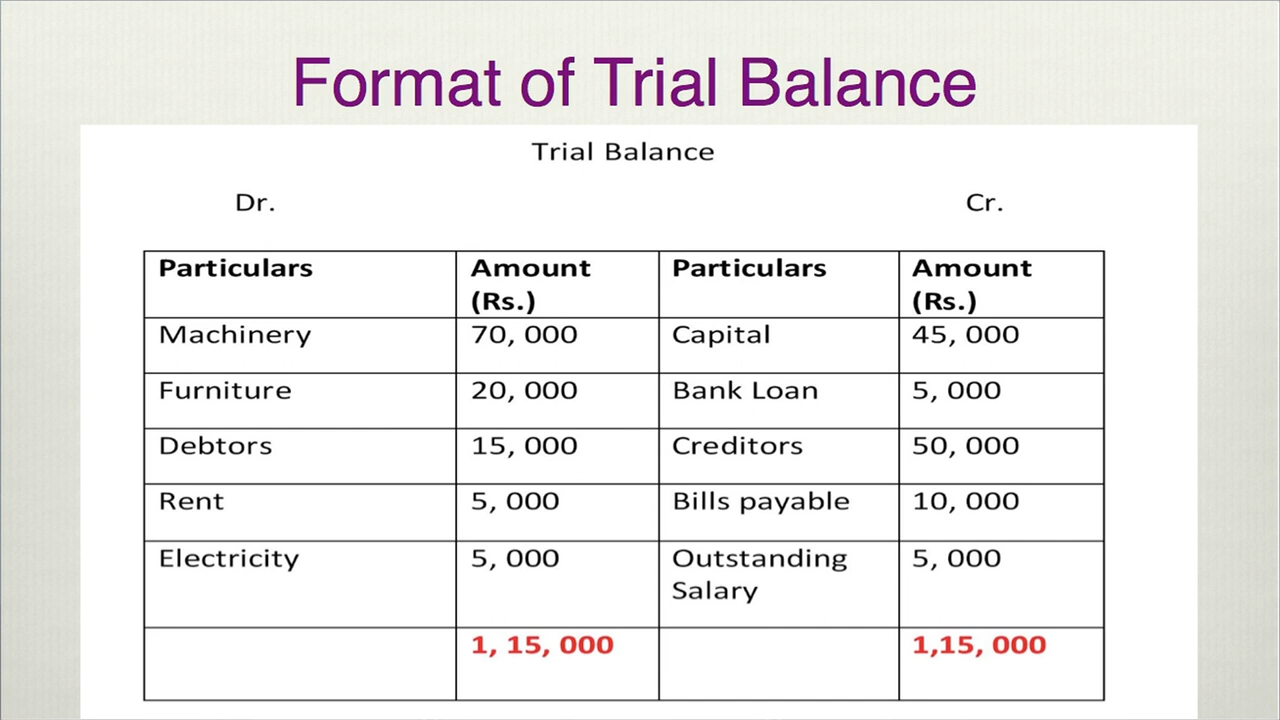 Format of Trial Balance
Trial Balance
Dr. Cr.
Particulars Amount Particulars Amount
(Rs.) (Rs.)
Machinery 70, 000 Capital 45, 000
Furniture 20, 000 Bank Loan 5, 000
Debtors 15, 000 Creditors 50, 000
Rent 5, 000 Bills payable 10, 000
Electricity 5, 000 Outstanding 5, 000
Salary
1, 15, 000 1,15, 000